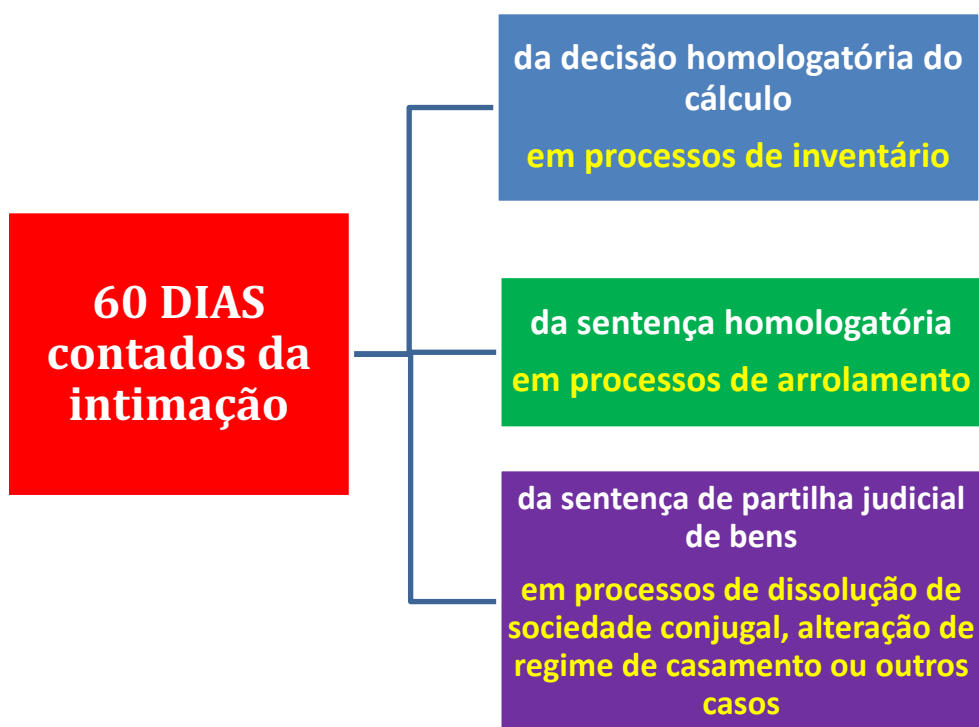 60 DIAS
contados da
intimação
da decisão homologatória do
cálculo
em processos de inventário
da sentença homologatória
em processos de arrolamento
da sentença de partilha judicial
de bens
em processos de dissolução de
sociedade conjugal, alteração de
regime de casamento ou outros
casos